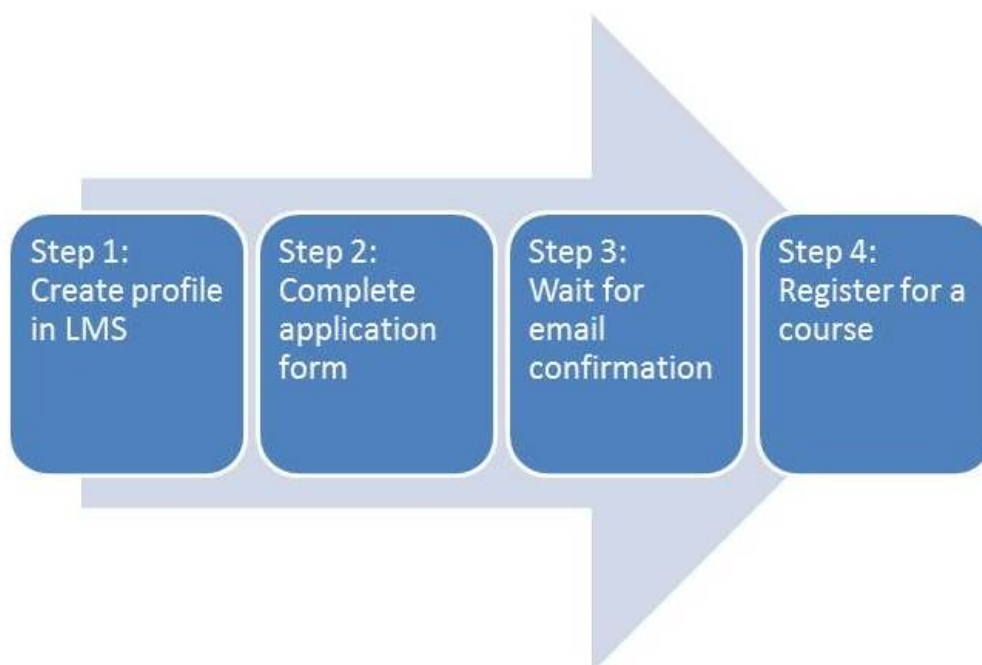 Step 1:
Create profile
in LMS
Step 2:
Complete
application
form
Step 3:
Wait for
email
confirmation
Step 4:
Register for a
course